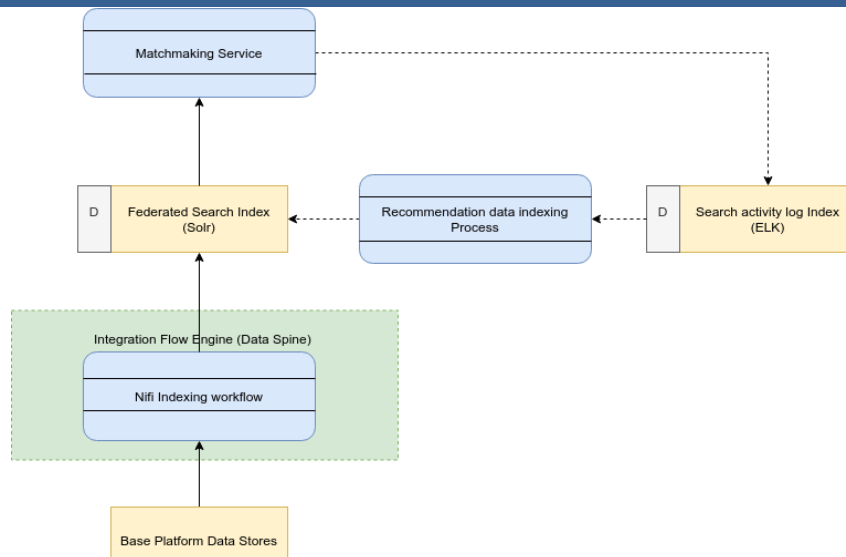 Matchmaking Service
D
Federated Search Index
(Solr)
Recommendation data indexing
Process
D
Search activity log Index
(ELK)
Integration Flow Engine (Data Spine)
Nifi Indexing workflow
Base Platform Data Stores